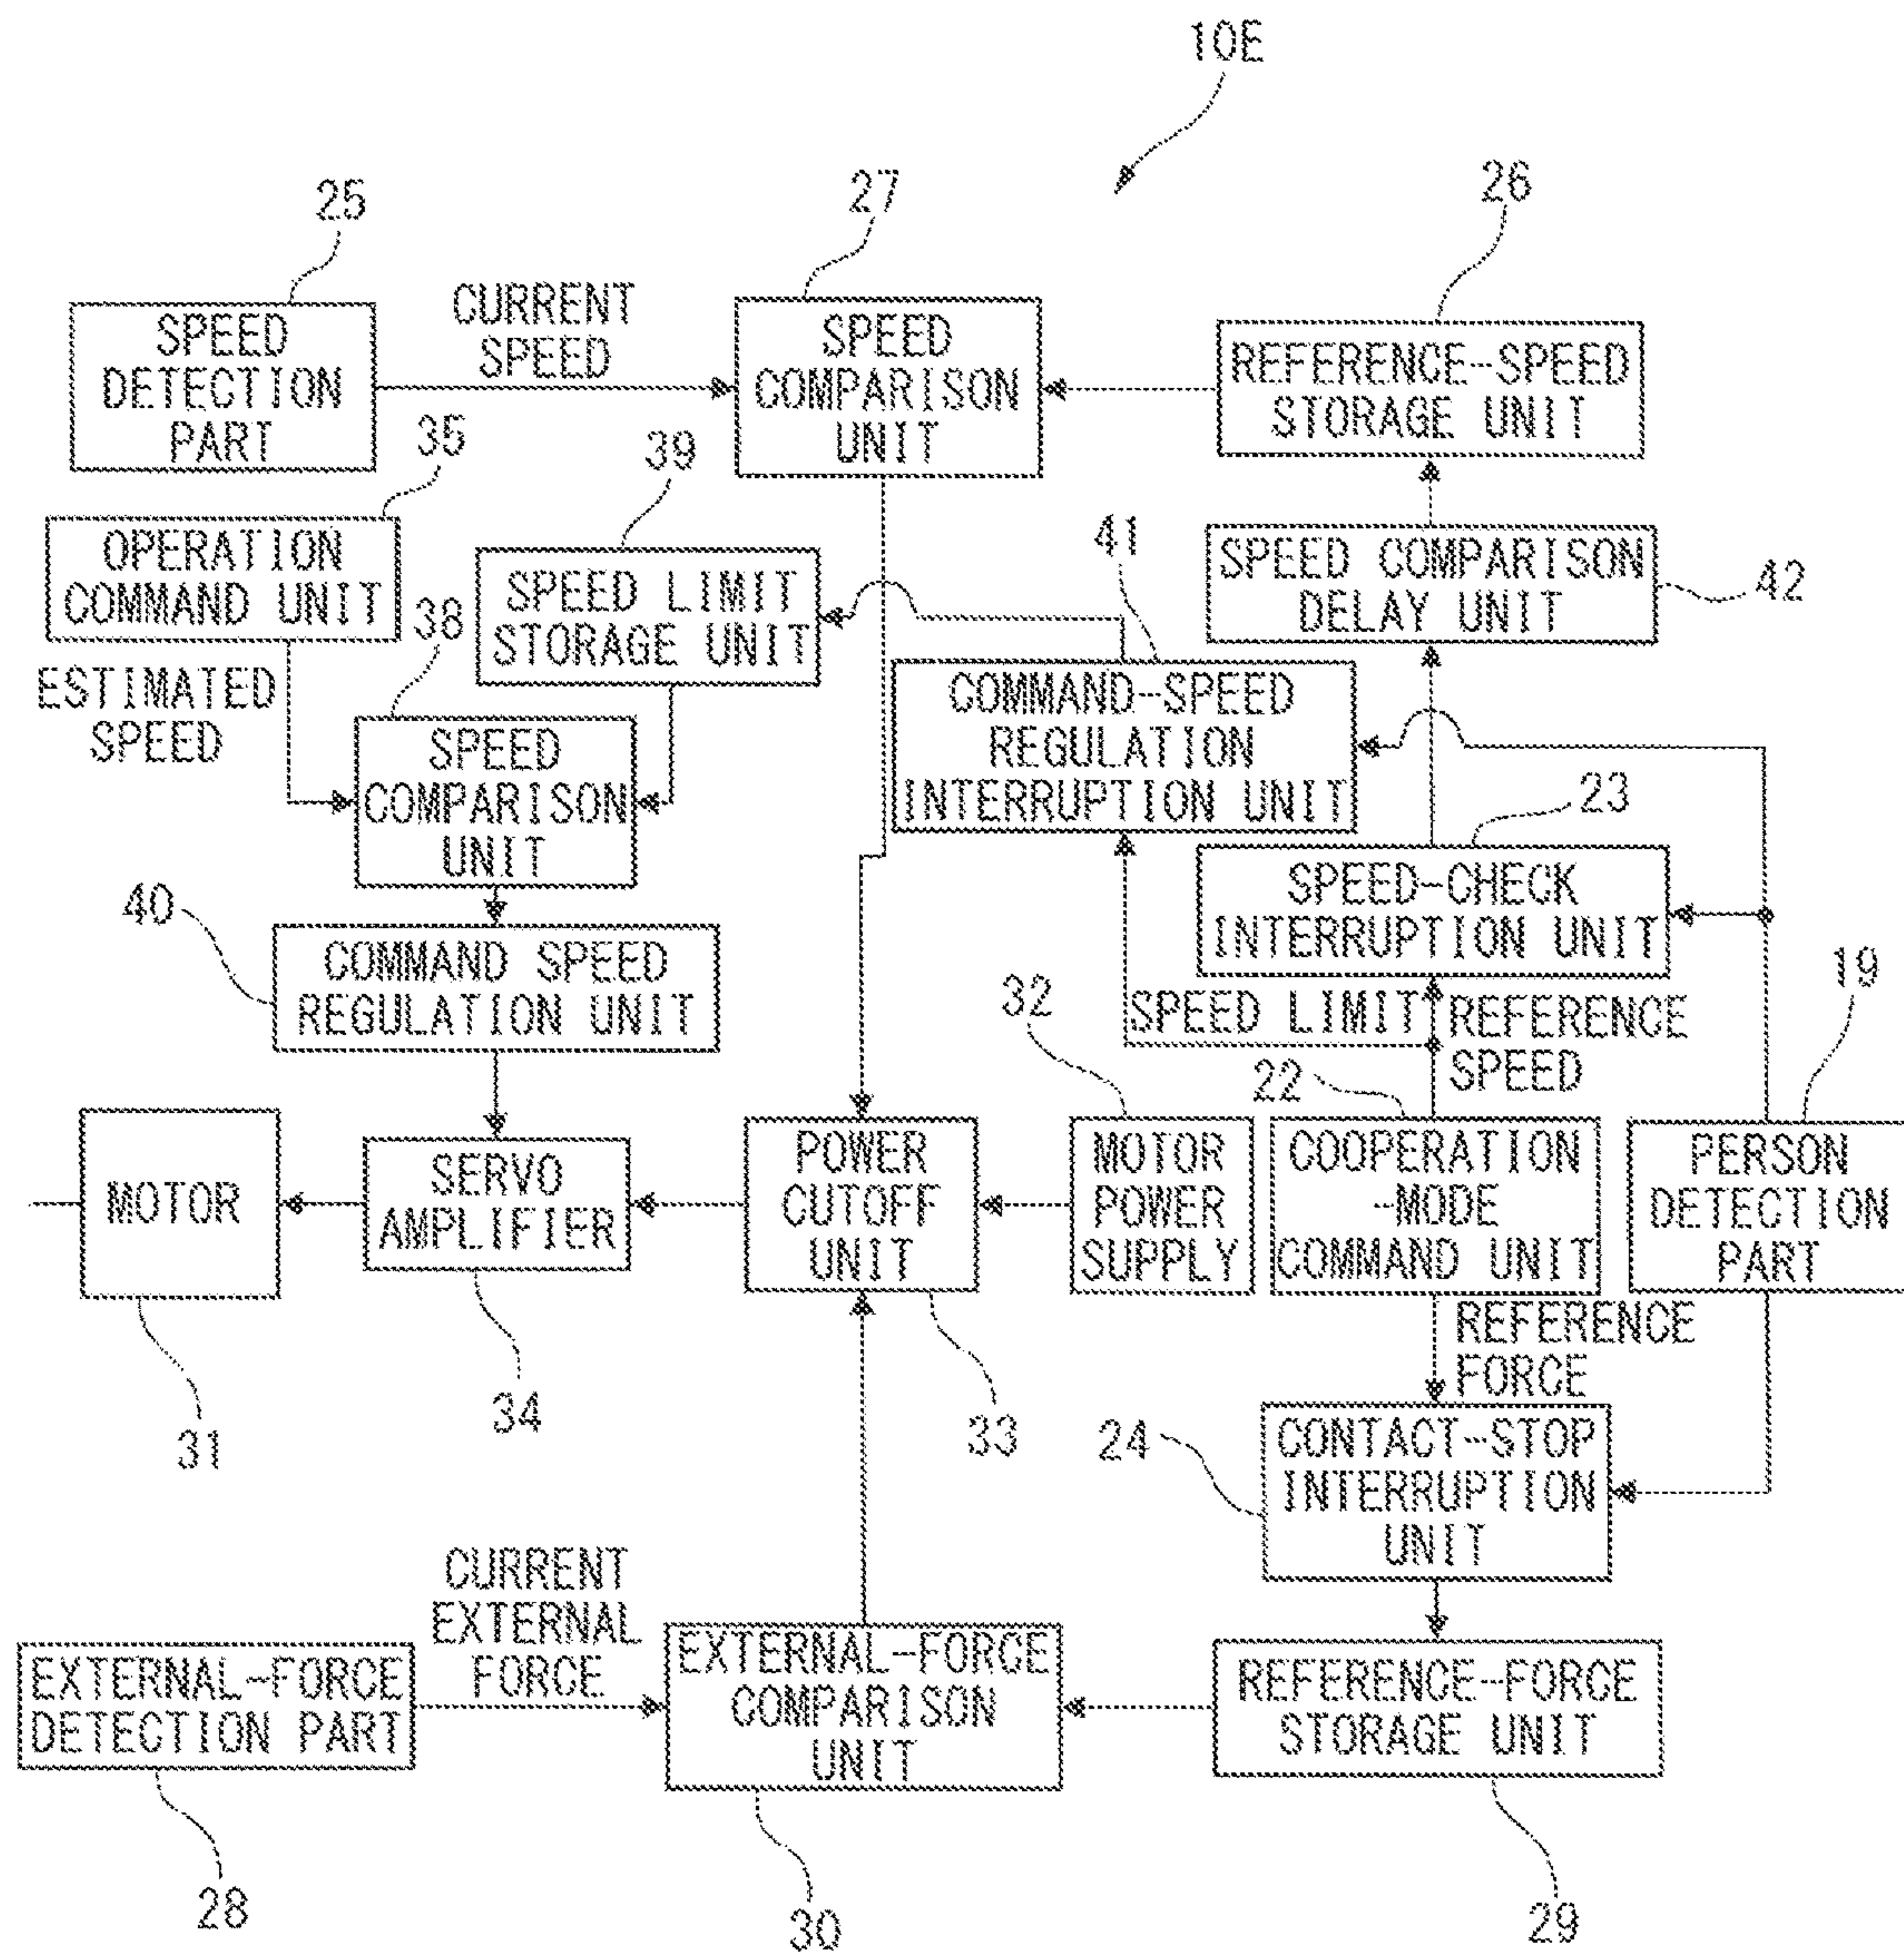 10E
25
27
26
SPEED
DETECTION
PART
CURRENT
SPEED
SPEED
COMPARISON
UNIT
REFERENCE-SPEED
STORAGE UNIT
35
39
OPERATION
COMMAND UNIT
38
SPEED LIMIT
STORAGE UNIT
41
SPEED COMPARISON
DELAY UNIT
42
ESTIMATED
SPEED
SPEED
COMPARISON
UNIT
COMMAND-SPEED
REGULATION
INTERRUPTION UNIT
23
SPEED-CHECK
INTERRUPTION UNIT
40
COMMAND SPEED
REGULATION UNIT
32
SPEED LIMIT
REFERENCE
SPEED
19
22
MOTOR
SERVO
AMPLIFIER
POWER
CUTOFF
UNIT
MOTOR
POWER
SUPPLY
COOPERATION
-MODE
COMMAND UNIT
PERSON
DETECTION
PART
31
34
33
REFERENCE
FORCE
24
CONTACT-STOP
INTERRUPTION
UNIT
EXTERNAL-FORCE
DETECTION PART
CURRENT
EXTERNAL
FORCE
EXTERNAL-FORCE
COMPARISON
UNIT
REFERENCE-FORCE
STORAGE UNIT
28
30
29